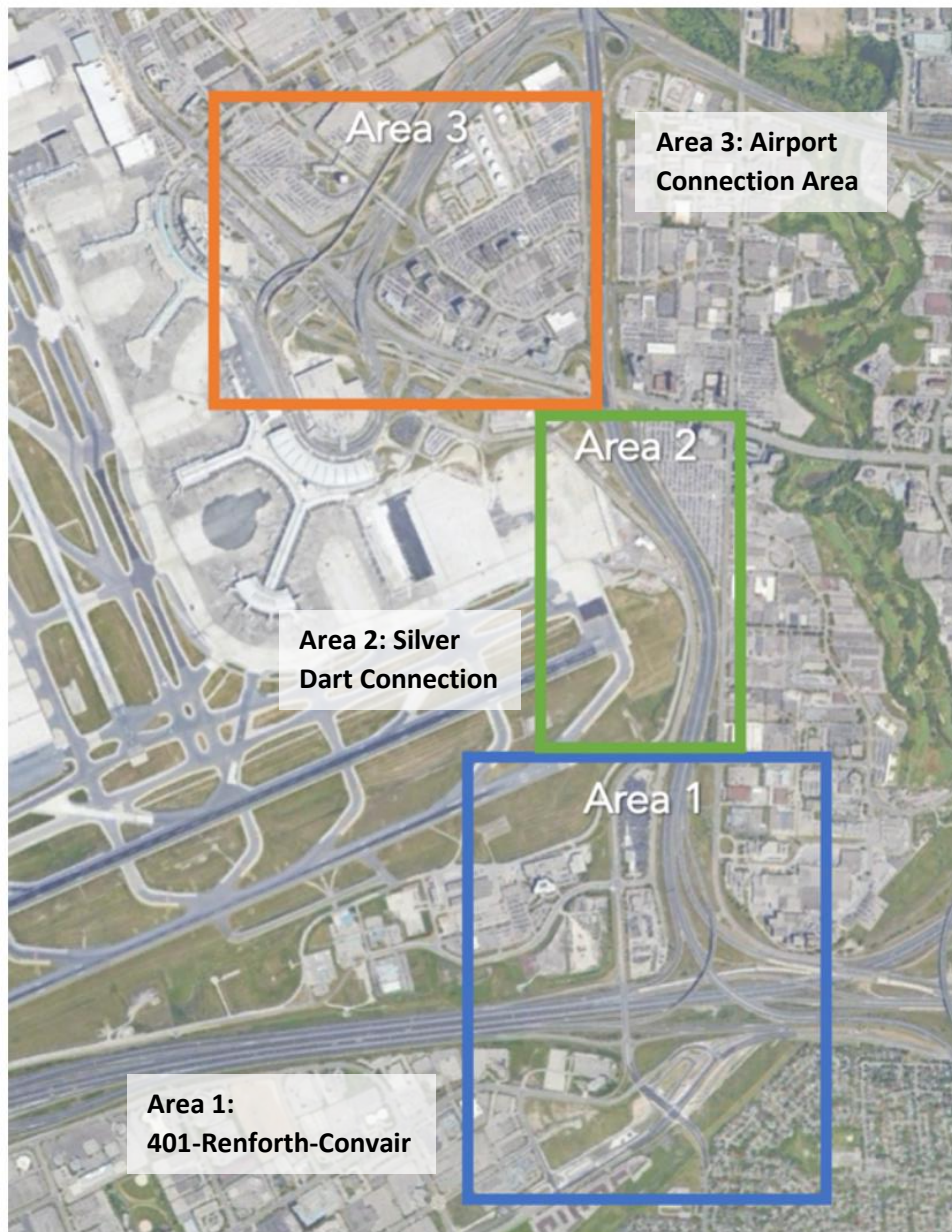 Area 3
Area 3: Airport
Connection Area
Area 2
Area 2: Silver
Dart Connection
Area 1
Area 1:
401-Renforth-Convair